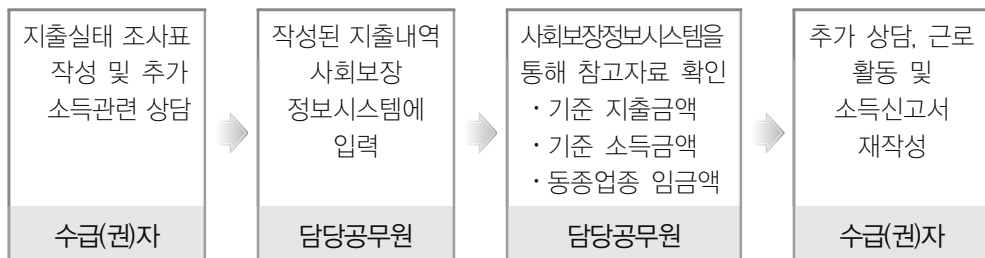 지출실태 조사표
작성 및 추가
소득관련 상담
수급(권)자
작성된 지출내역
사회보장
정보시스템에
입력
담당공무원
사회보장정보시스템을
통해 참고자료 확인
· 기준 지출금액
· 기준 소득금액
· 동종업종 임금액
담당공무원
추가 상담, 근로
활동 및
소득신고서
재작성
수급(권)자